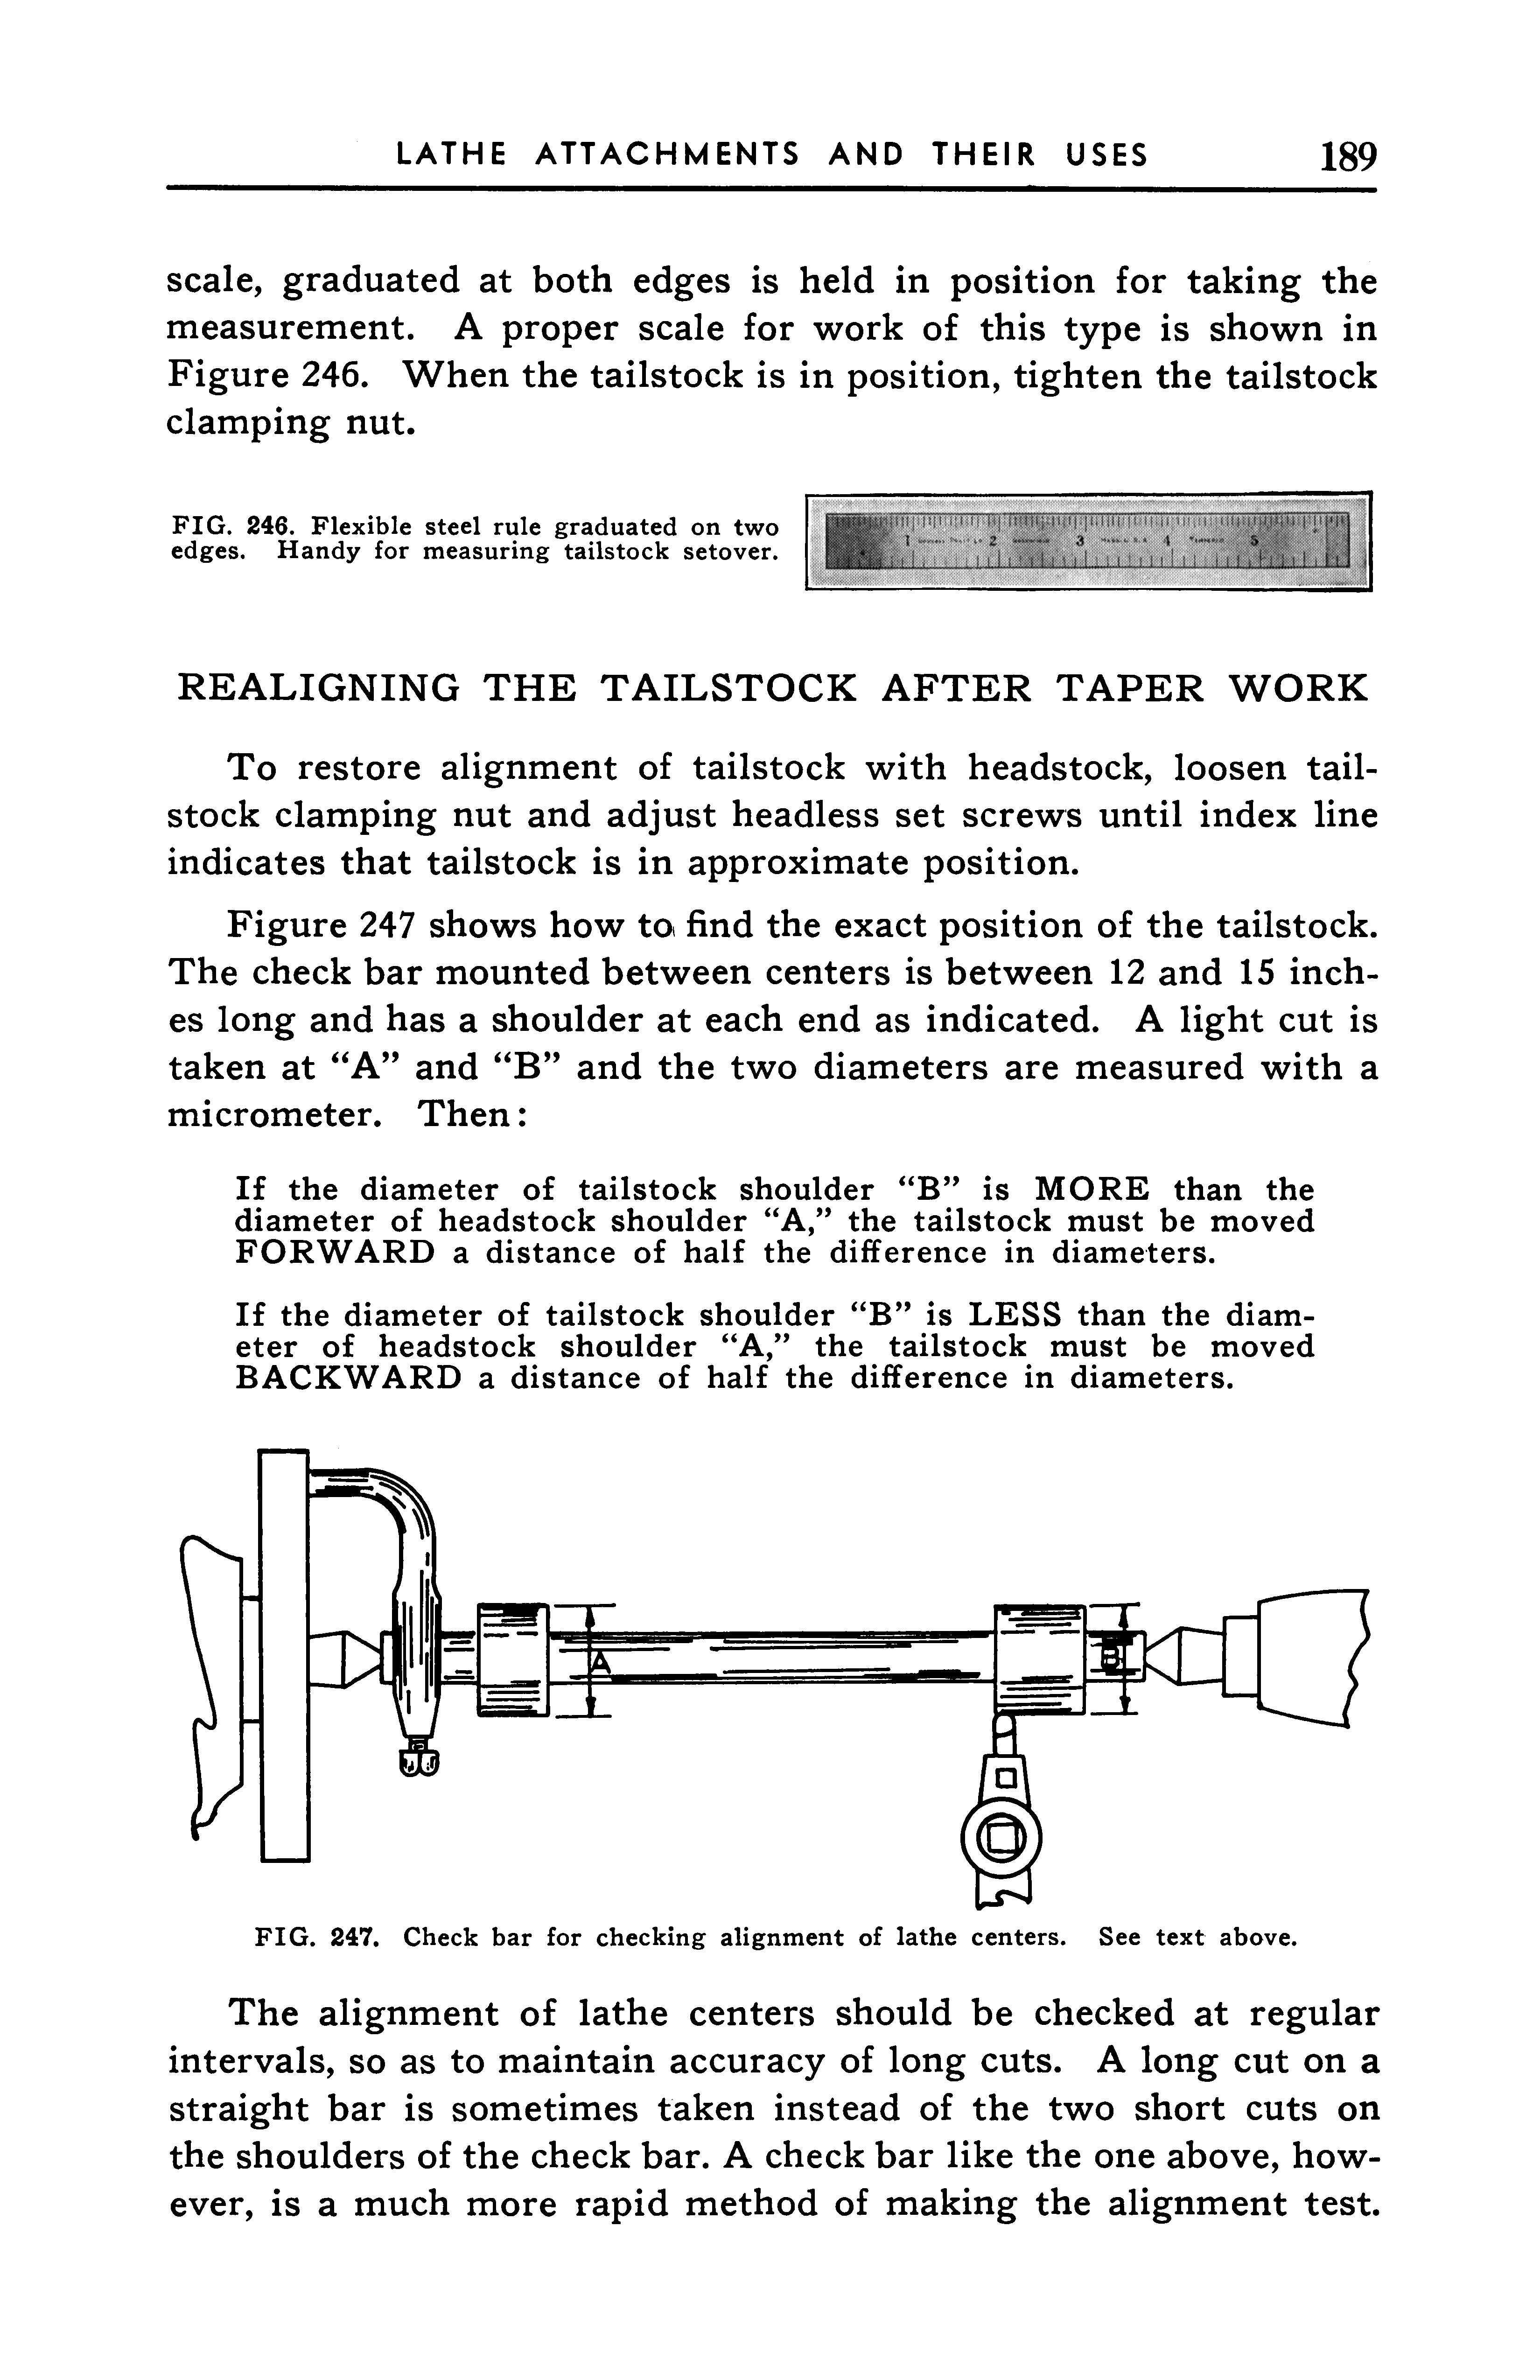 LATHE ATTACHMENTS AND THEIR USES 189
scale, graduated at both edges is held in position for taking the
measurement. A proper scale for work of this type is shown in
Figure 246. When the tailstock is in position, tighten the tailstock
clamping nut.
FIG. 246. Flexible steel rule graduated on two
edges. Handy for measuring tailstock setover.
1 2 3 4 5
REALIGNING THE TAILSTOCK AFTER TAPER WORK
To restore alignment of tailstock with headstock, loosen tail-
stock clamping nut and adjust headless set screws until index line
indicates that tailstock is in approximate position.
Figure 247 shows how to find the exact position of the tailstock.
The check bar mounted between centers is between 12 and 15 inch-
es long and has a shoulder at each end as indicated. A light cut is
taken at “A” and “B” and the two diameters are measured with a
micrometer. Then:
If the diameter of tailstock shoulder “B” is MORE than the
diameter of headstock shoulder “A,” the tailstock must be moved
FORWARD a distance of half the difference in diameters.
If the diameter of tailstock shoulder “B” is LESS than the diam-
eter of headstock shoulder “A,” the tailstock must be moved
BACKWARD a distance of half the difference in diameters.
A
B
FIG. 247. Check bar for checking alignment of lathe centers. See text above.
The alignment of lathe centers should be checked at regular
intervals, so as to maintain accuracy of long cuts. A long cut on a
straight bar is sometimes taken instead of the two short cuts on
the shoulders of the check bar. A check bar like the one above, how-
ever, is a much more rapid method of making the alignment test.